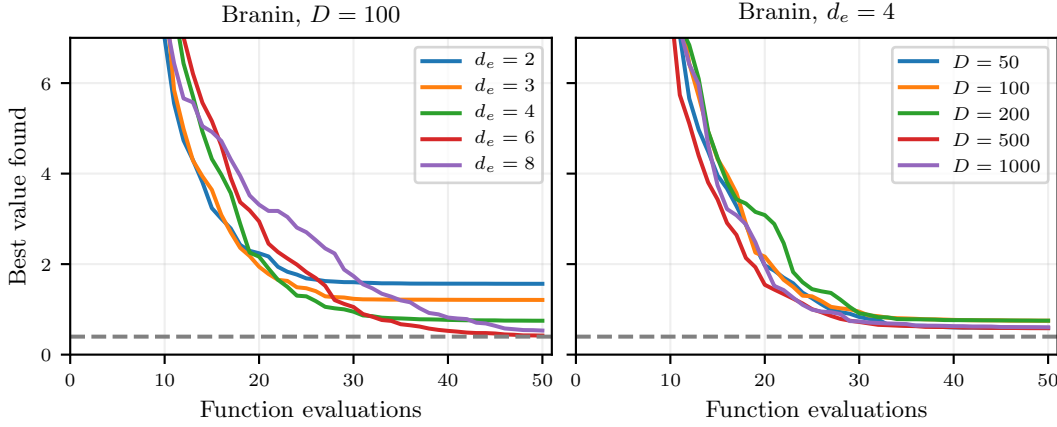 Branin, D = 100
Best value found
6
4
2
0
0
10
20
30
40
50
Function evaluations
d_e = 2
d_e = 3
d_e = 4
d_e = 6
d_e = 8
Branin, d_e = 4
0
10
20
30
40
50
Function evaluations
D = 50
D = 100
D = 200
D = 500
D = 1000